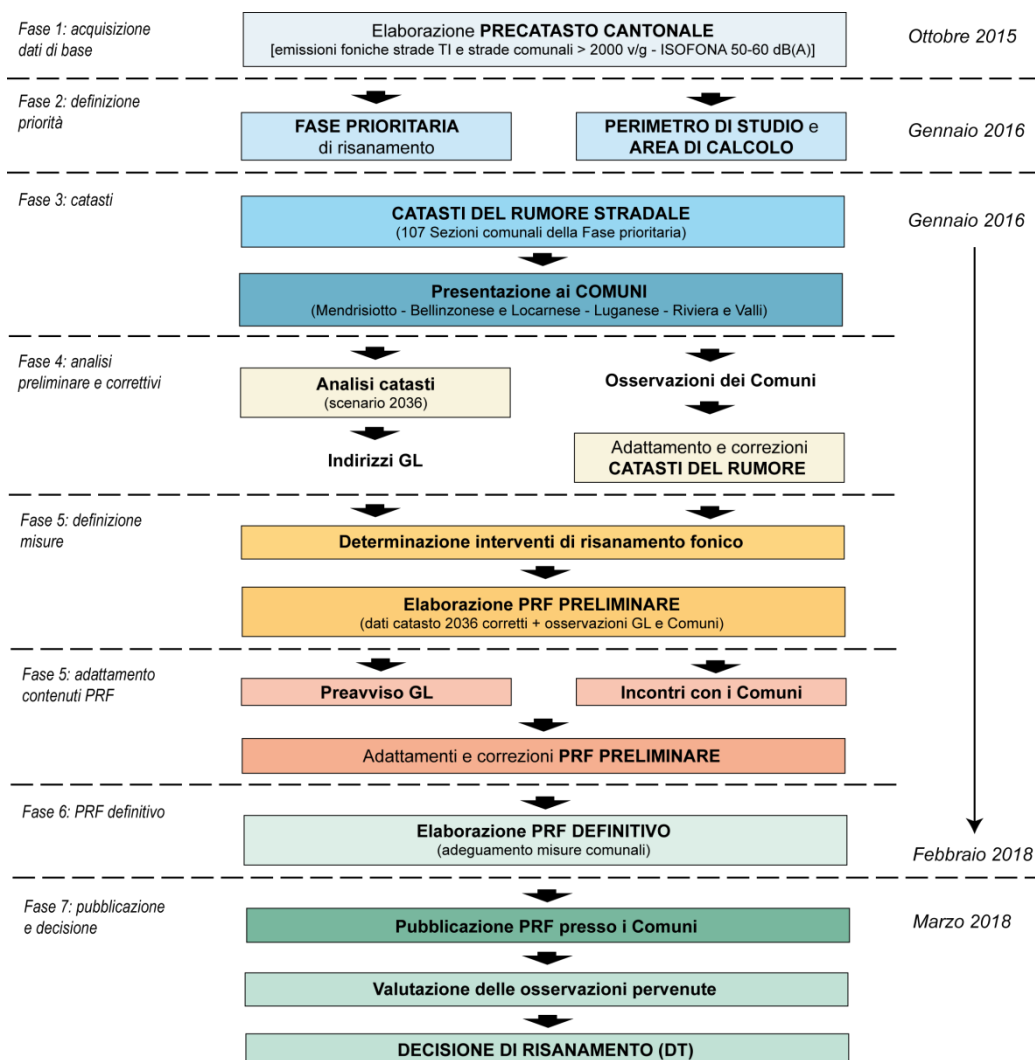 Fase 1: acquisizione
dati di base
Elaborazione PRECATASTO CANTONALE
[emissioni foniche strade TI e strade comunali > 2000 v/g - ISOFONA 50-60 dB(A)]
Ottobre 2015
Fase 2: definizione
priorità
FASE PRIORITARIA
di risanamento
PERIMETRO DI STUDIO e
AREA DI CALCOLO
Gennaio 2016
Fase 3: catasti
CATASTI DEL RUMORE STRADALE
(107 Sezioni comunali della Fase prioritaria)
Gennaio 2016
Presentazione ai COMUNI
(Mendrisiotto - Bellinzonese e Locarnese - Luganese - Riviera e Valli)
Fase 4: analisi
preliminare e correttivi
Analisi catasti
(scenario 2036)
Indirizzi GL
Osservazioni dei Comuni
Adattamento e correzioni
CATASTI DEL RUMORE
Fase 5: definizione
misure
Determinazione interventi di risanamento fonico
Elaborazione PRF PRELIMINARE
(dati catasto 2036 corretti + osservazioni GL e Comuni)
Fase 5: adattamento
contenuti PRF
Preavviso GL
Incontri con i Comuni
Adattamenti e correzioni PRF PRELIMINARE
Fase 6: PRF definitivo
Elaborazione PRF DEFINITIVO
(adeguamento misure comunali)
Febbraio 2018
Fase 7: pubblicazione
e decisione
Pubblicazione PRF presso i Comuni
Marzo 2018
Valutazione delle osservazioni pervenute
DECISIONE DI RISANAMENTO (DT)